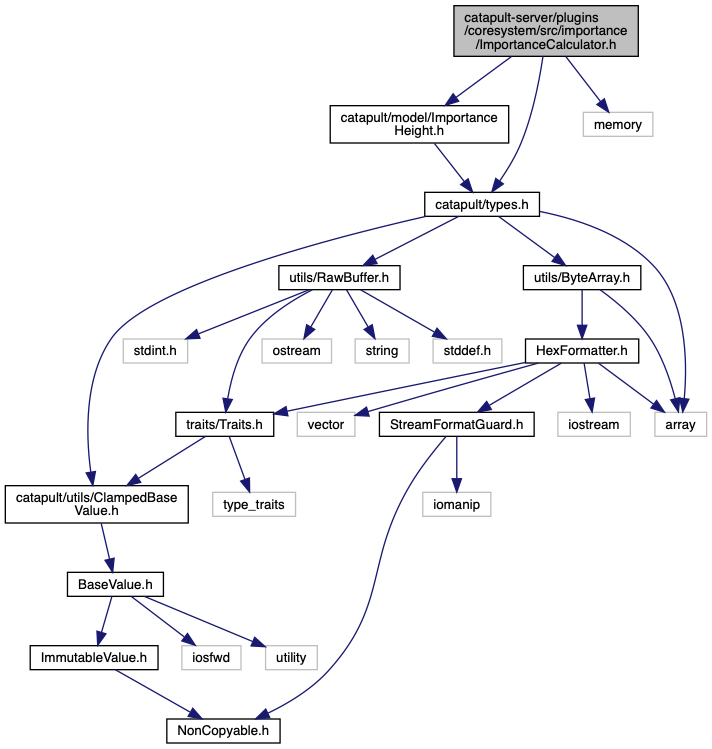 catapult-server/plugins
/coresystem/src/importance
/ImportanceCalculator.h
catapult/model/Importance
Height.h
memory
catapult/types.h
utils/RawBuffer.h
utils/ByteArray.h
stdint.h
ostream
string
stddef.h
HexFormatter.h
traits/Traits.h
vector
StreamFormatGuard.h
iostream
array
catapult/utils/ClampedBase
Value.h
type_traits
iomanip
BaseValue.h
ImmutableValue.h
iosfwd
utility
NonCopyable.h